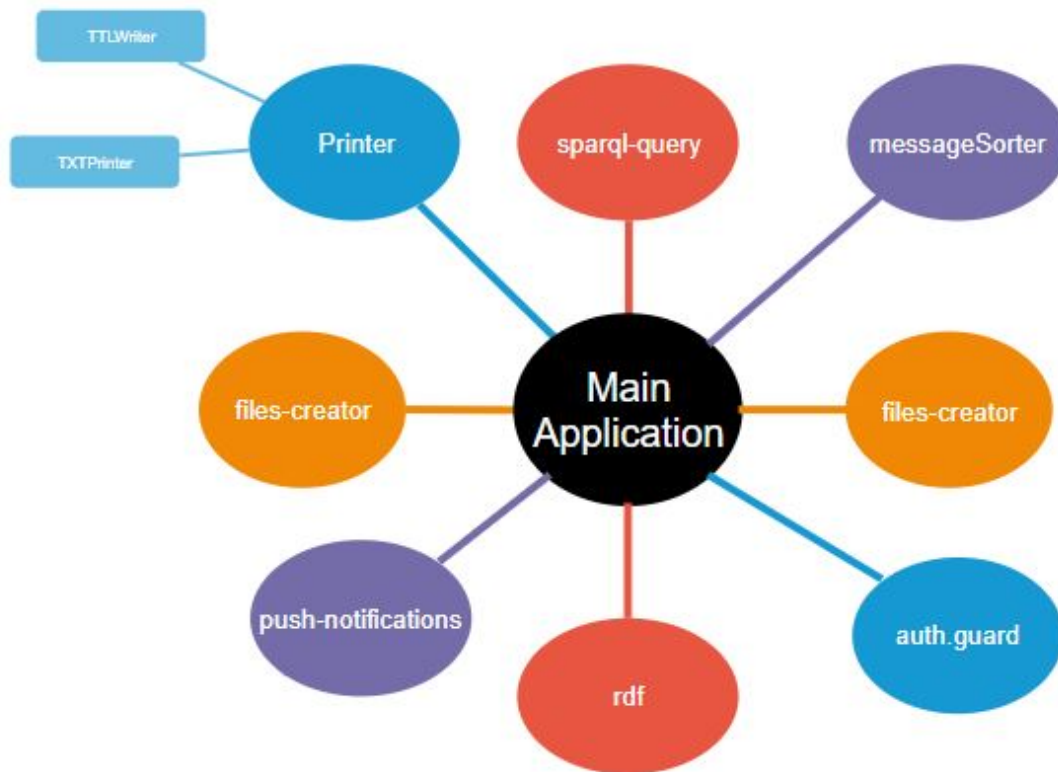 TTLWriter
Printer
sparql-query
messageSorter
TXTPrinter
Main
Application
files-creator
files-creator
push-notifications
auth.guard
rdf